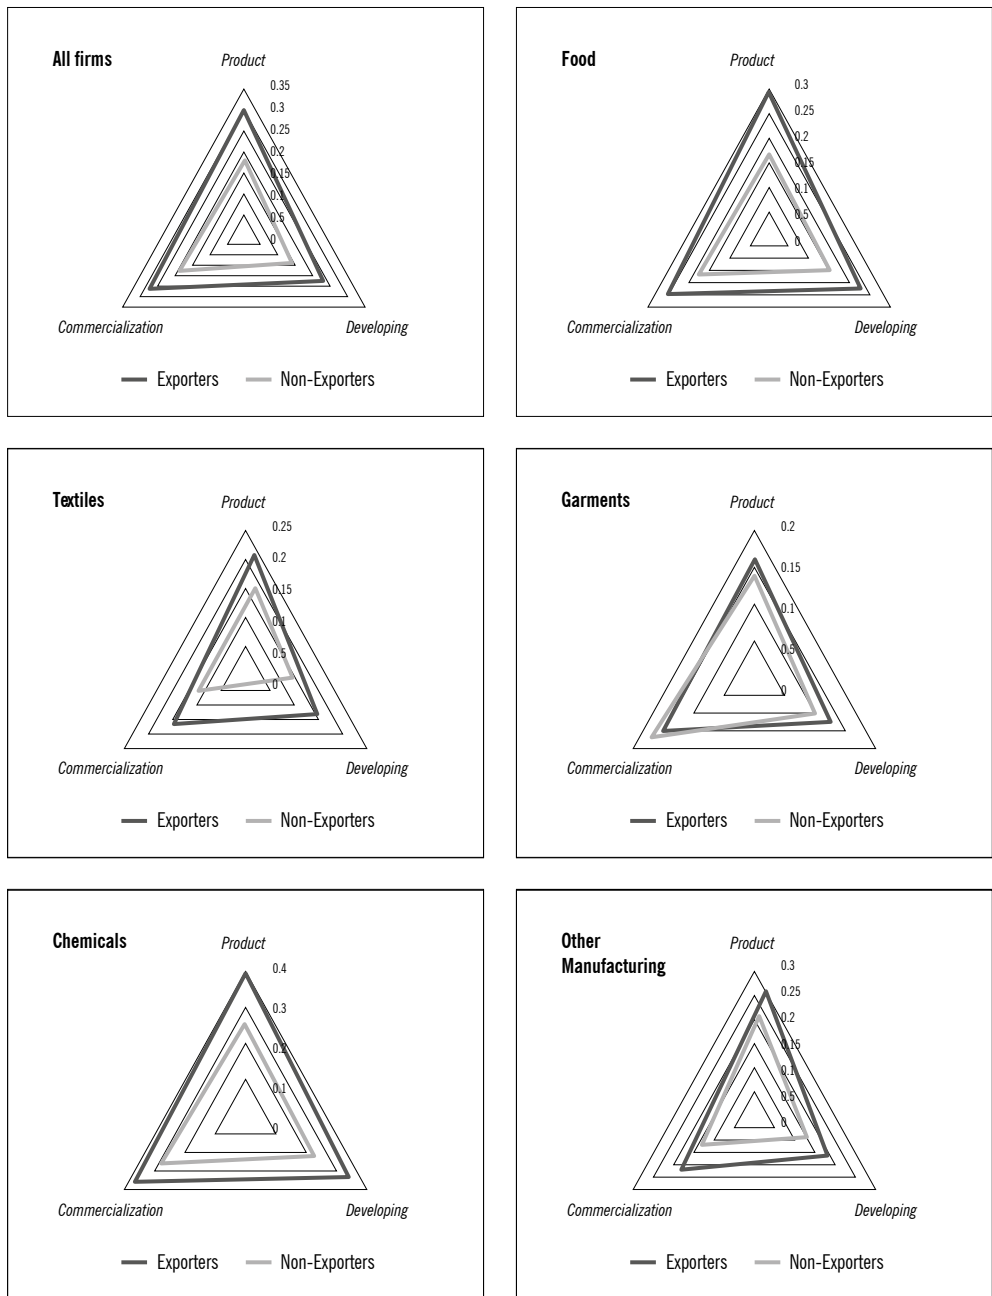 All firms
Product
0.35
0.3
0.25
0.2
0.15
0.1
0.5
0
Commercialization
Developing
Exporters
Non-Exporters
Food
Product
0.3
0.25
0.2
0.15
0.1
0.5
0
Commercialization
Developing
Exporters
Non-Exporters
Textiles
Product
0.25
0.2
0.15
0.1
0.5
0
Commercialization
Developing
Exporters
Non-Exporters
Garments
Product
0.2
0.15
0.1
0.5
0
Commercialization
Developing
Exporters
Non-Exporters
Chemicals
Product
0.4
0.3
0.2
0.1
0
Commercialization
Developing
Exporters
Non-Exporters
Other
Manufacturing
Product
0.3
0.25
0.2
0.15
0.1
0.5
0
Commercialization
Developing
Exporters
Non-Exporters